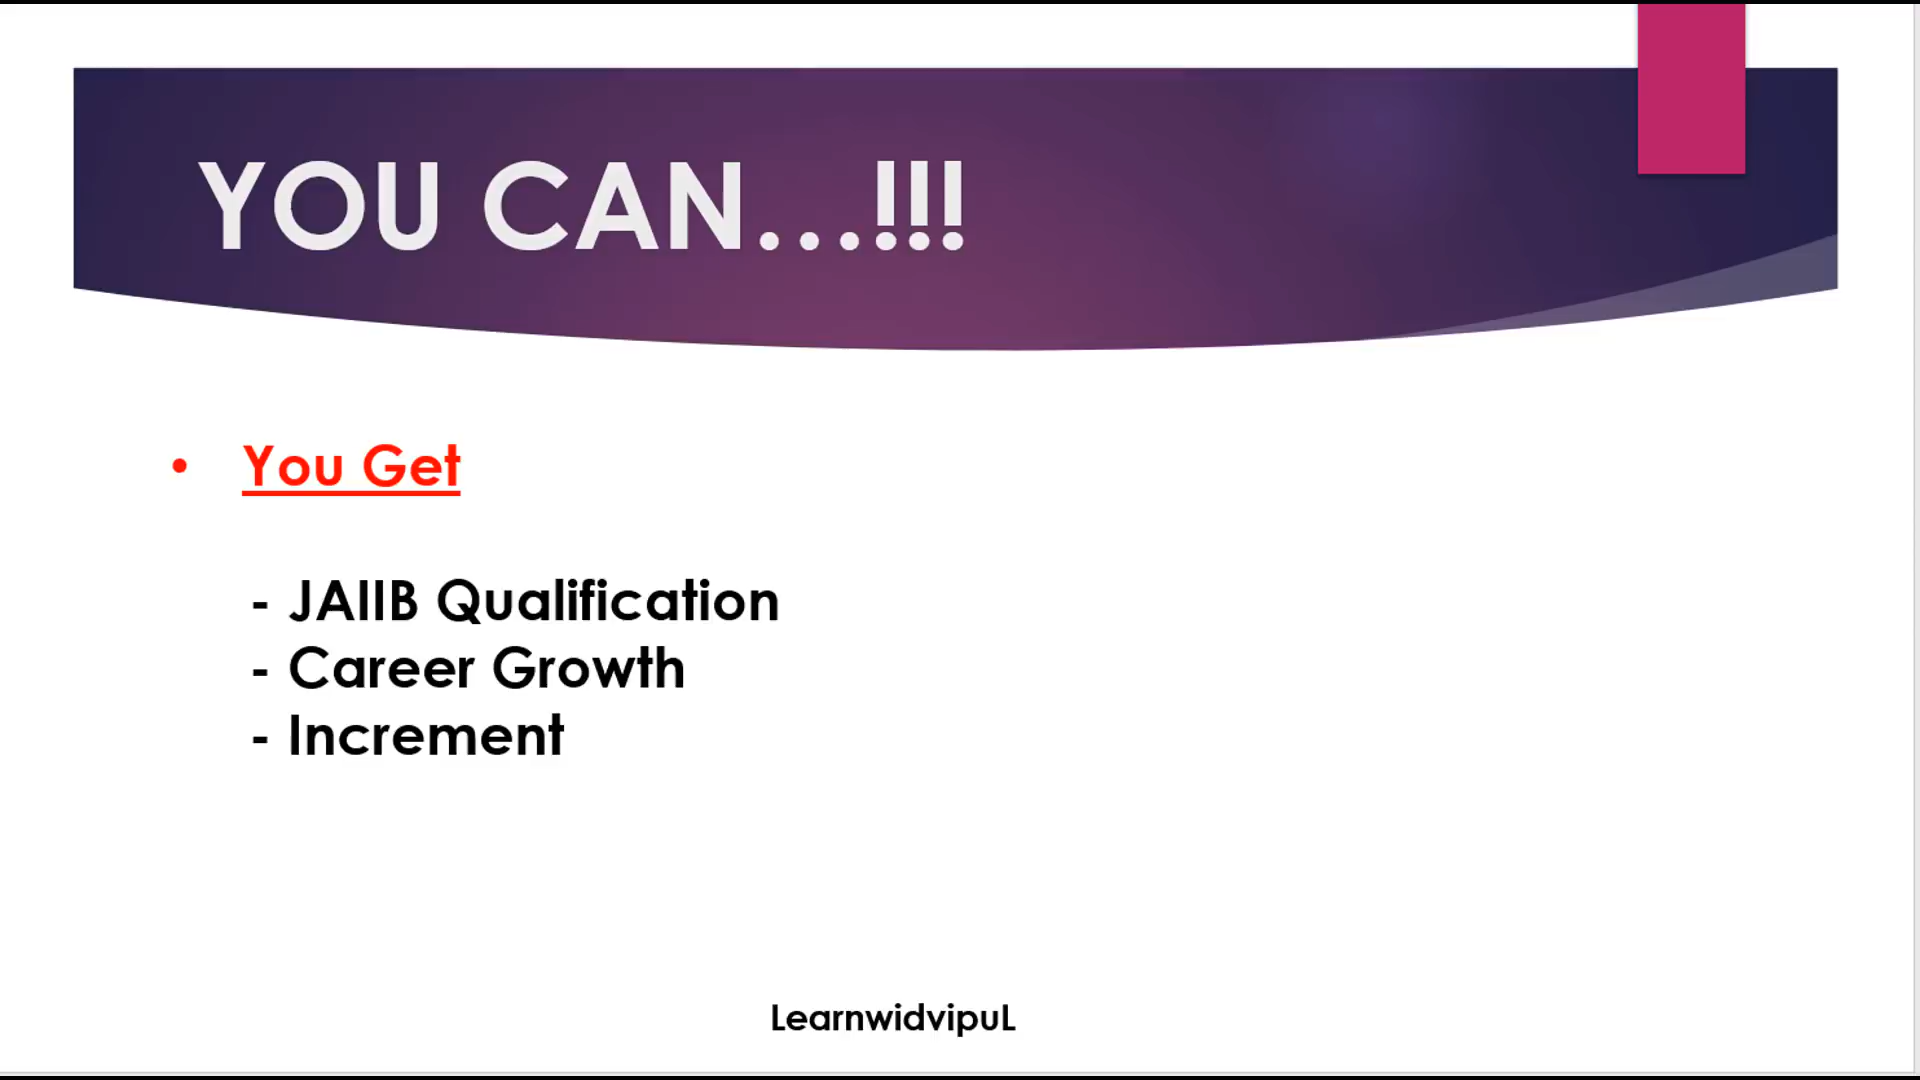 YOU CAN...!!!
• You Get
- JAIIB Qualification
- Career Growth
- Increment
LearnwidvipuL